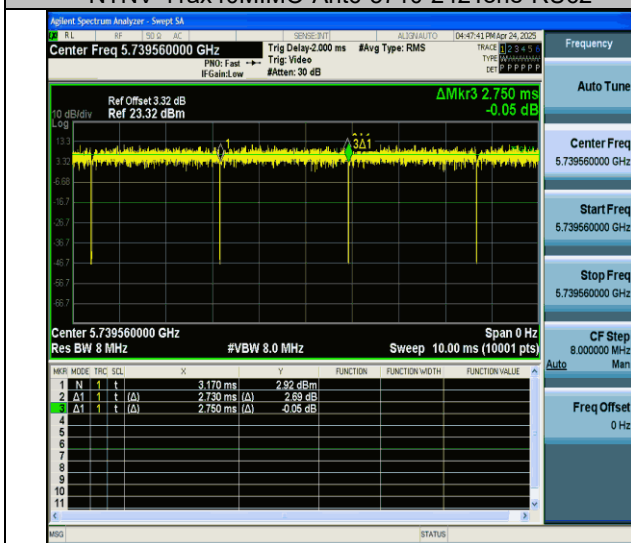 Agilent Spectrum Analyzer - Swept SA
RL RF 50 Ω AC SENSE:INT ALIGNAUTO 04:47:41 PM Apr 24, 2025
Center Freq 5.739560000 GHz
PNO: Fast
IFGain:Low
Trig Delay-2.000 ms
Trig: Video
#Atten: 30 dB
#Avg Type: RMS
TRACE 1 2 3 4 5 6
TYPE
DET P P P P P P
Frequency
ΔMkr3 2.750 ms
-0.05 dB
Ref Offset 3.32 dB
Ref 23.32 dBm
10 dB/div
Log
13.3
3.32
-6.68
-16.7
-26.7
-36.7
-46.7
-56.7
-66.7
1
3Δ1
Center 5.739560000 GHz
Res BW 8 MHz
#VBW 8.0 MHz
Span 0 Hz
Sweep 10.00 ms (10001 pts)
MKR MODE TRC SCL X Y FUNCTION FUNCTION WIDTH FUNCTION VALUE
1 N 1 t 3.170 ms 2.92 dBm
2 Δ1 1 t (Δ) 2.730 ms (Δ) 2.69 dB
3 Δ1 1 t (Δ) 2.750 ms (Δ) -0.05 dB
4
5
6
7
8
9
10
11
MSG
STATUS
Auto Tune
Center Freq
5.739560000 GHz
Start Freq
5.739560000 GHz
Stop Freq
5.739560000 GHz
CF Step
8.000000 MHz
Auto Man
Freq Offset
0 Hz